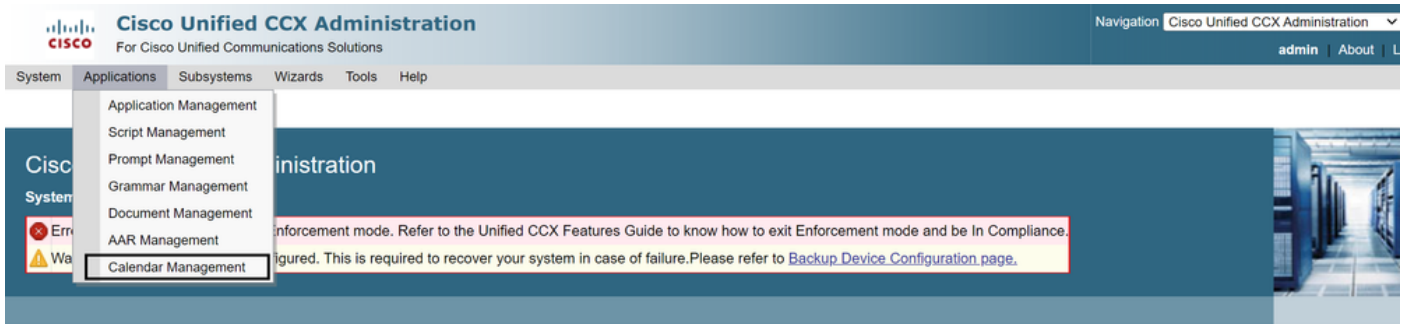 Cisco Unified CCX Administration
Navigation Cisco Unified CCX Administration
CISCO
For Cisco Unified Communications Solutions
admin | About | L
System Applications Subsystems Wizards Tools Help
Application Management
Script Management
Prompt Management
Cisc inistration
Grammar Management
System
Document Management
Err nforcement mode. Refer to the Unified CCX Features Guide to know how to exit Enforcement mode and be In Compliance.
AAR Management
Wa igured. This is required to recover your system in case of failure.Please refer to Backup Device Configuration page.
Calendar Management